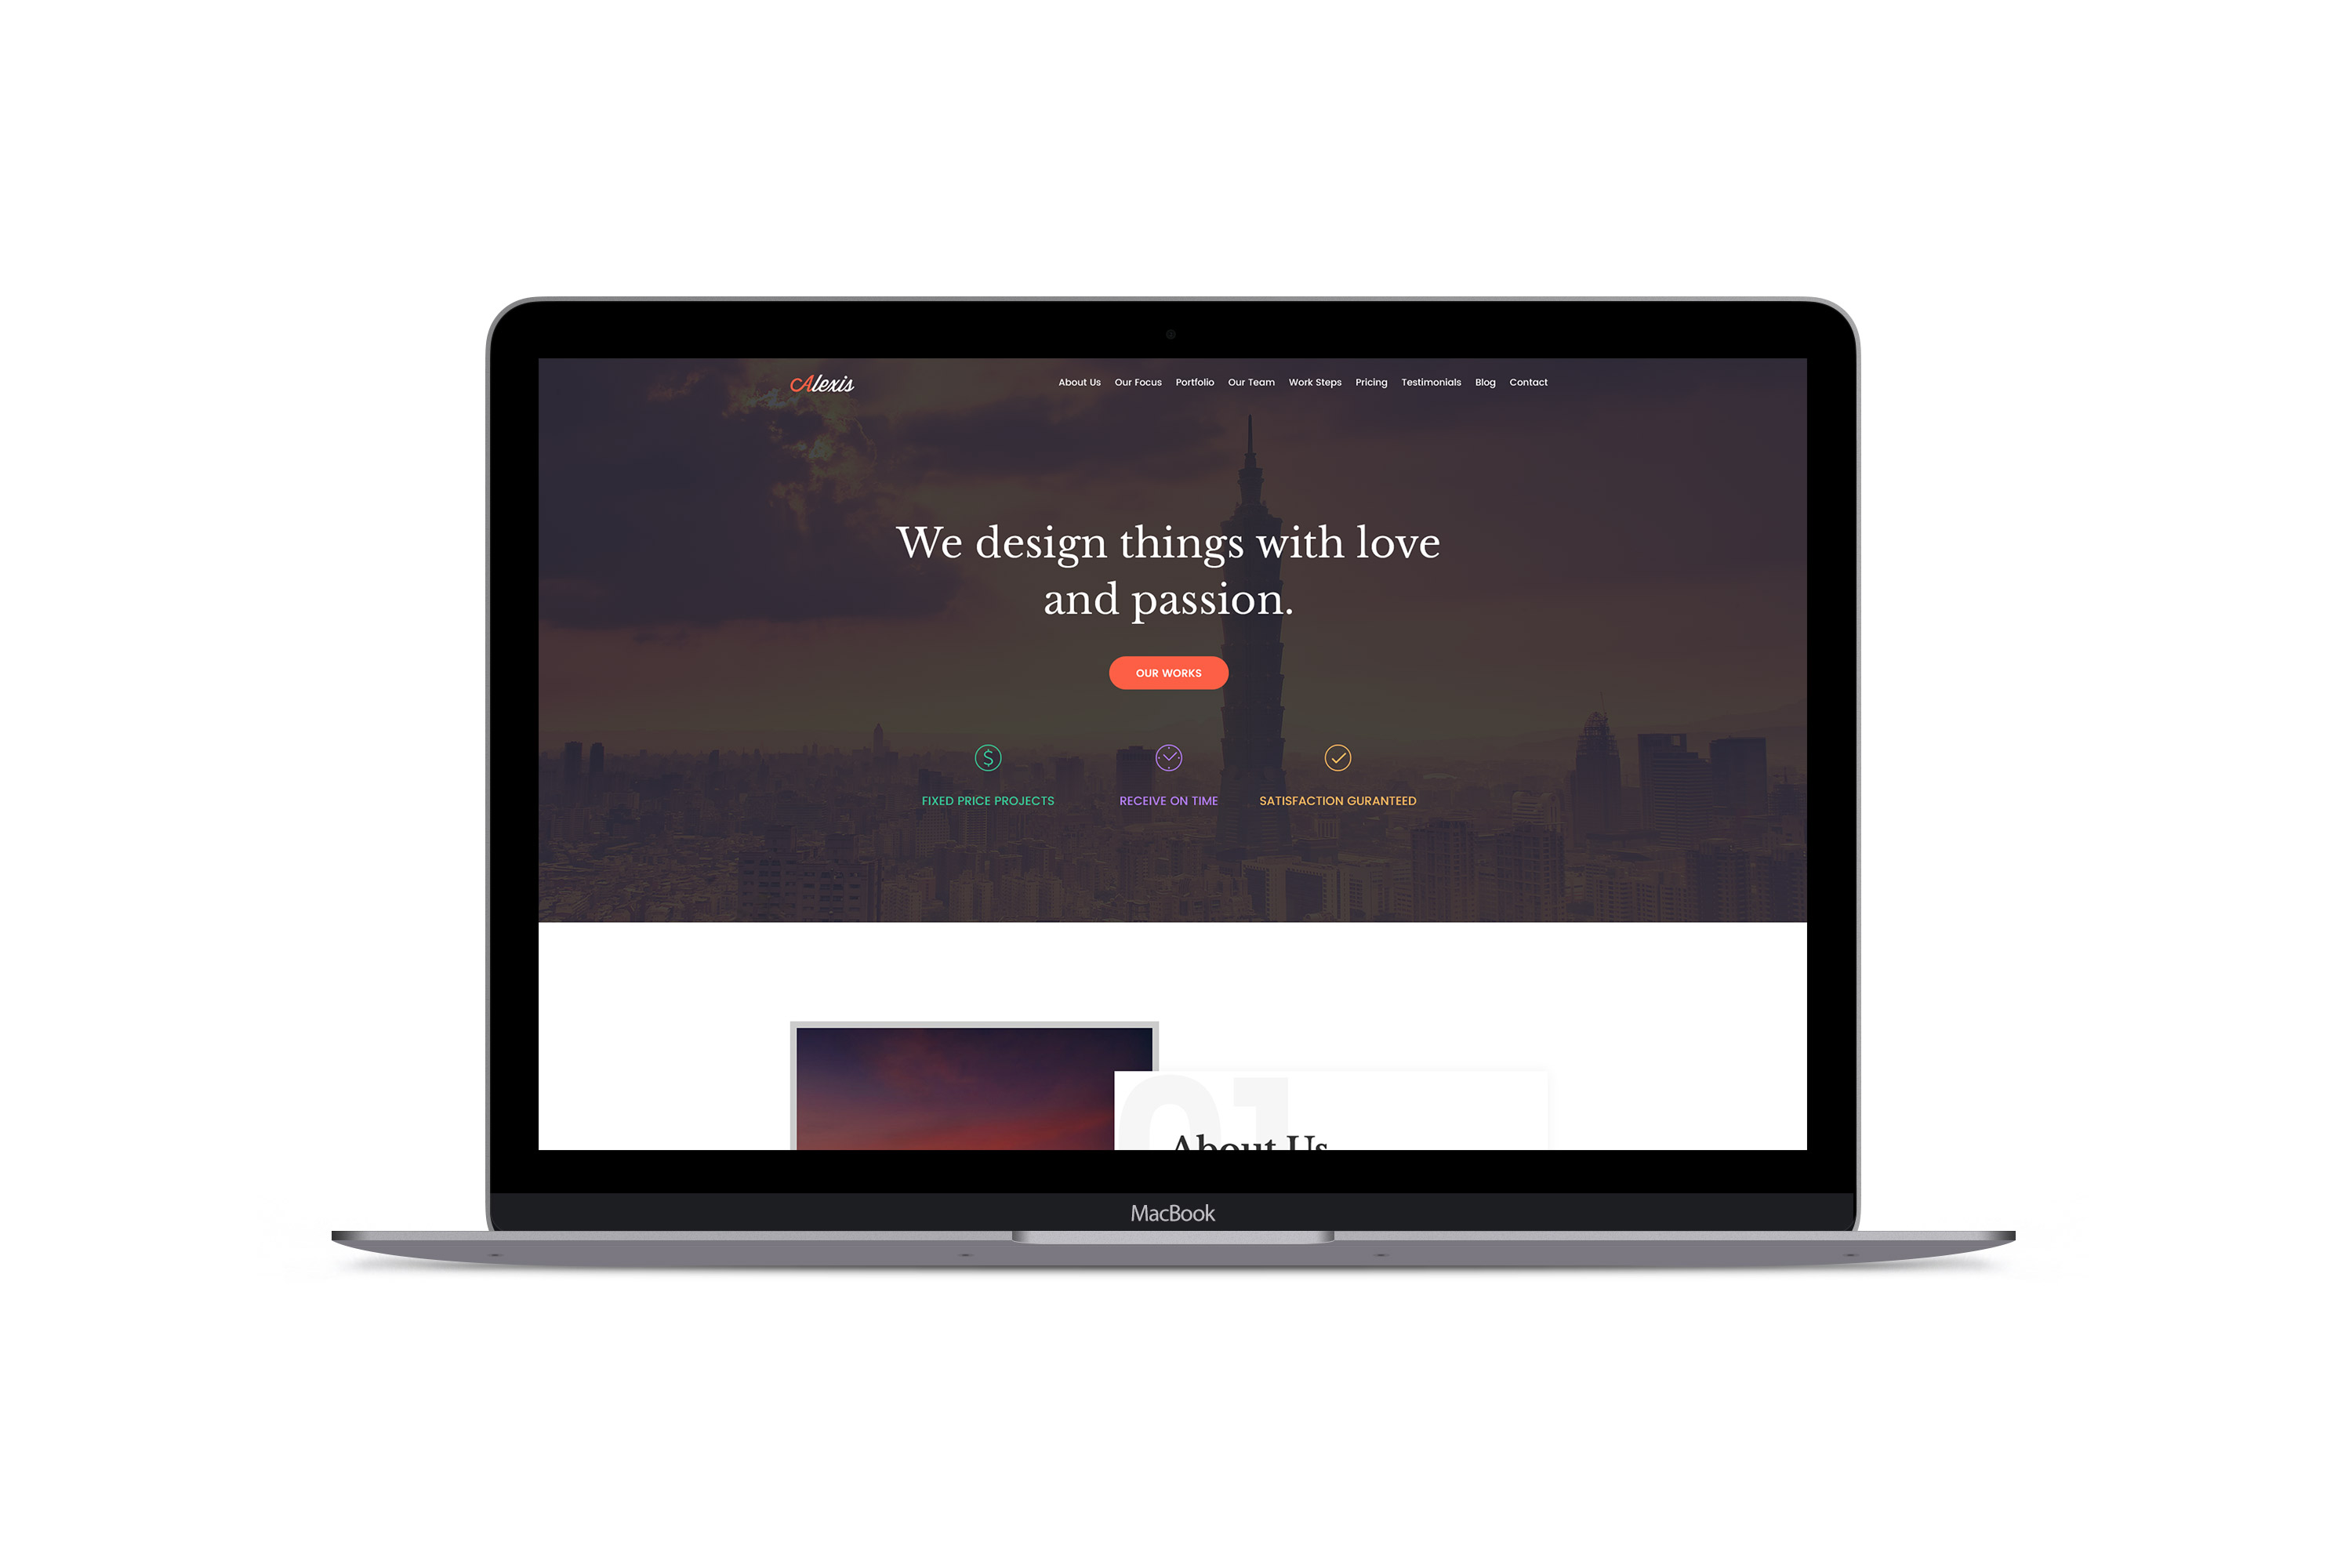 Alexis
About Us Our Focus Portfolio Our Team Work Steps Pricing Testimonials Blog Contact
We design things with love
and passion.
OUR WORKS
FIXED PRICE PROJECTS RECEIVE ON TIME SATISFACTION GURANTEED
01
About Us
MacBook